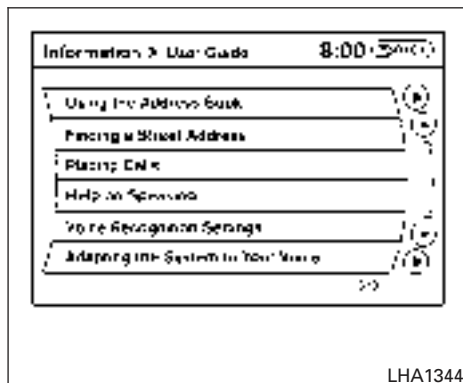 Information > User Guide 8:00
Using the Address Book
Finding a Street Address
Placing Calls
Help on Speaking
Voice Recognition Settings
Adapting the System to Your Voice
LHA1344